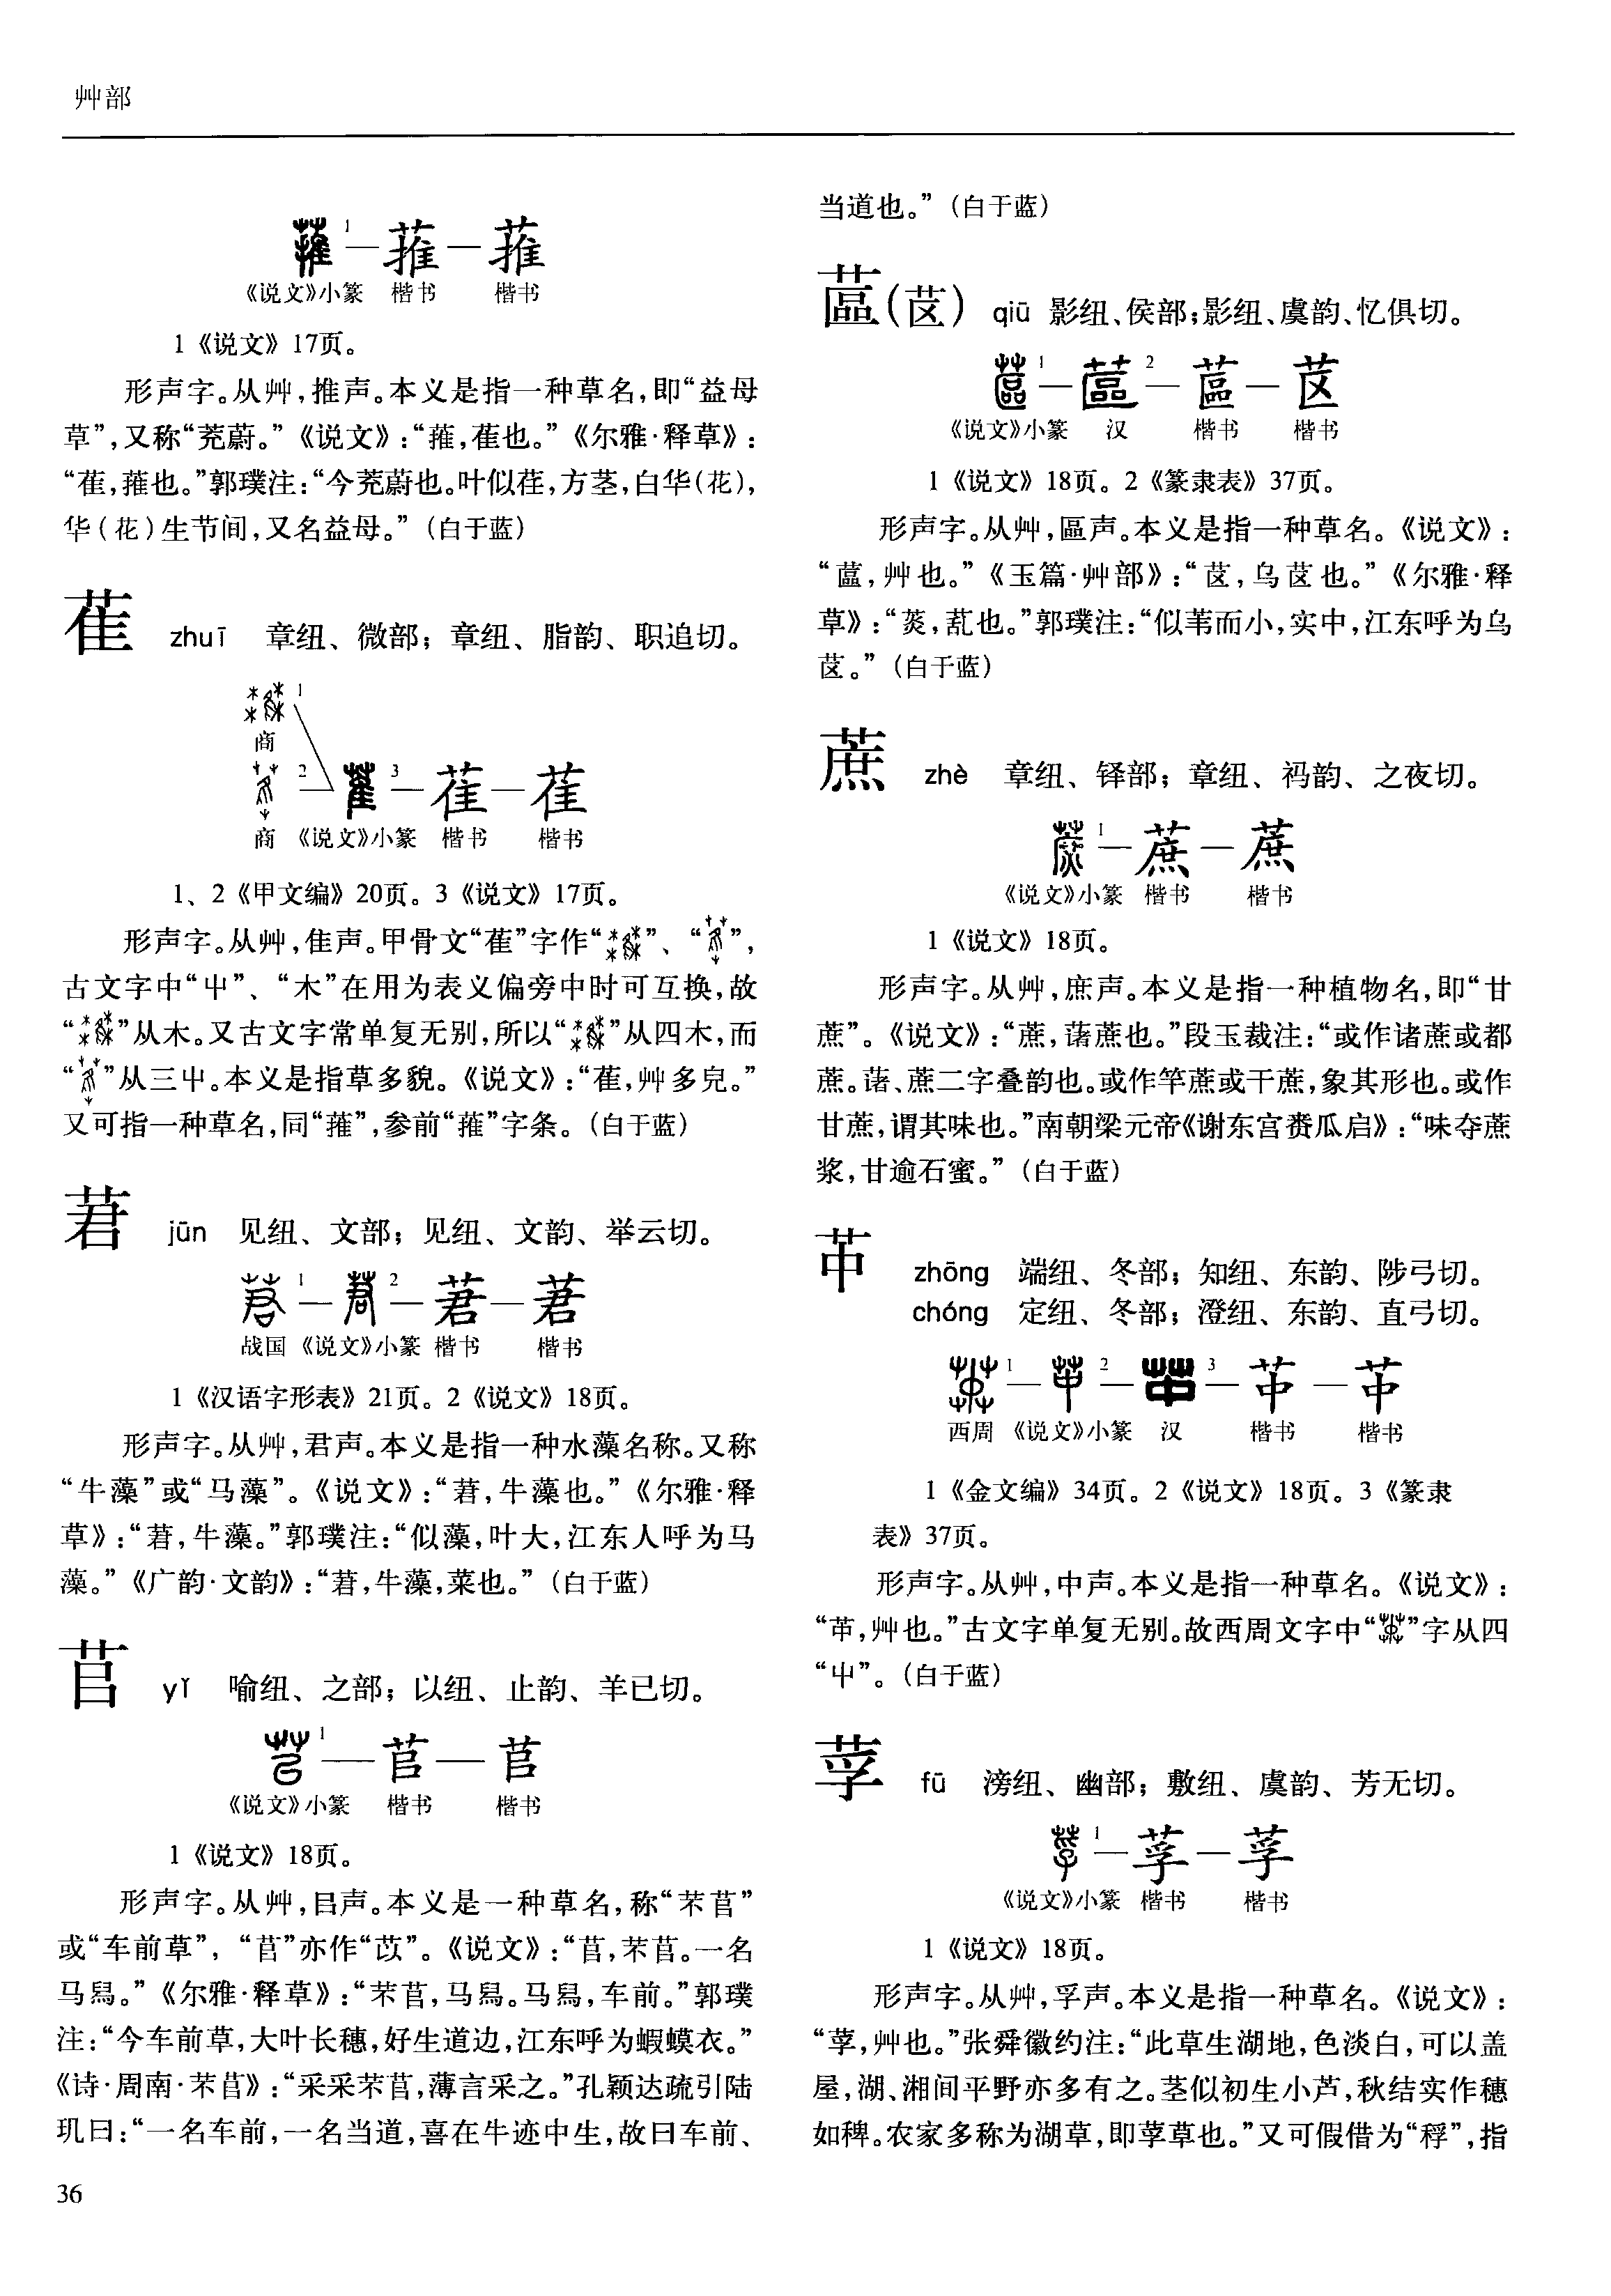 艸部
蓷1—蓷—蓷
《说文》小篆 楷书 楷书
1《说文》17页。
形声字。从艸,推声。本义是指一种草名,即“益母
草”,又称“茺蔚。”《说文》:“蓷,萑也。”《尔雅·释草》:
“萑,蓷也。”郭璞注:“今茺蔚也。叶似荏,方茎,白华(花),
华(花)生节间,又名益母。”(白于蓝)
萑 zhuī 章纽、微部;章纽、脂韵、职追切。
1
商
2—萑3—萑—萑
商 《说文》小篆 楷书 楷书
1、2《甲文编》20页。3《说文》17页。
形声字。从艸,隹声。甲骨文“萑”字作“”、“”,
古文字中“屮”、“木”在用为表义偏旁中时可互换,故
“”从木。又古文字常单复无别,所以“”从四木,而
“”从三屮。本义是指草多貌。《说文》:“萑,艸多皃。”
又可指一种草名,同“蓷”,参前“蓷”字条。(白于蓝)
莙 jūn 见纽、文部;见纽、文韵、举云切。
莙1—莙2—莙—莙
战国 《说文》小篆 楷书 楷书
1《汉语字形表》21页。2《说文》18页。
形声字。从艸,君声。本义是指一种水藻名称。又称
“牛藻”或“马藻”。《说文》:“莙,牛藻也。”《尔雅·释
草》:“莙,牛藻。”郭璞注:“似藻,叶大,江东人呼为马
藻。”《广韵·文韵》:“莙,牛藻,菜也。”(白于蓝)
苢 yǐ 喻纽、之部;以纽、止韵、羊已切。
苢1—苢—苢
《说文》小篆 楷书 楷书
1《说文》18页。
形声字。从艸,㠯声。本义是一种草名,称“芣苢”
或“车前草”,“苢”亦作“苡”。《说文》:“苢,芣苢。一名
马舄。”《尔雅·释草》:“芣苢,马舄。马舄,车前。”郭璞
注:“今车前草,大叶长穗,好生道边,江东呼为蝦蟆衣。”
《诗·周南·芣苢》:“采采芣苢,薄言采之。”孔颖达疏引陆
玑曰:“一名车前,一名当道,喜在牛迹中生,故曰车前、
36
当道也。”(白于蓝)
蓲(苉) qiū 影纽、侯部;影纽、虞韵、忆俱切。
蓲1—蓲2—蓲—
《说文》小篆 汉 楷书 楷书
1《说文》18页。2《篆隶表》37页。
形声字。从艸,區声。本义是指一种草名。《说文》:
“蓲,艸也。”《玉篇·艸部》:“,乌也。”《尔雅·释
草》:“菼,薍也。”郭璞注:“似苇而小,实中,江东呼为乌
。”(白于蓝)
蔗 zhè 章纽、铎部;章纽、祃韵、之夜切。
蔗1—蔗—蔗
《说文》小篆 楷书 楷书
1《说文》18页。
形声字。从艸,庶声。本义是指一种植物名,即“甘
蔗”。《说文》:“蔗,藷蔗也。”段玉裁注:“或作诸蔗或都
蔗。藷、蔗二字叠韵也。或作竿蔗或干蔗,象其形也。或作
甘蔗,谓其味也。”南朝梁元帝《谢东宫赉瓜启》:“味夺蔗
浆,甘逾石蜜。”(白于蓝)
苹 zhōng 端纽、冬部;知纽、东韵、陟弓切。
chóng 定纽、冬部;澄纽、东韵、直弓切。
1—2—3—𦬕—𦬕
西周 《说文》小篆 汉 楷书 楷书
1《金文编》34页。2《说文》18页。3《篆隶
表》37页。
形声字。从艸,中声。本义是指一种草名。《说文》:
“,艸也。”古文字单复无别。故西周文字中“”字从四
“屮”。(白于蓝)
莩 fū 滂纽、幽部;敷纽、虞韵、芳无切。
莩1—莩—莩
《说文》小篆 楷书 楷书
1《说文》18页。
形声字。从艸,孚声。本义是指一种草名。《说文》:
“莩,艸也。”张舜徽约注:“此草生湖地,色淡白,可以盖
屋,湖、湘间平野亦多有之。茎似初生小芦,秋结实作穗
如稗。农家多称为湖草,即莩草也。”又可假借为“稃”,指